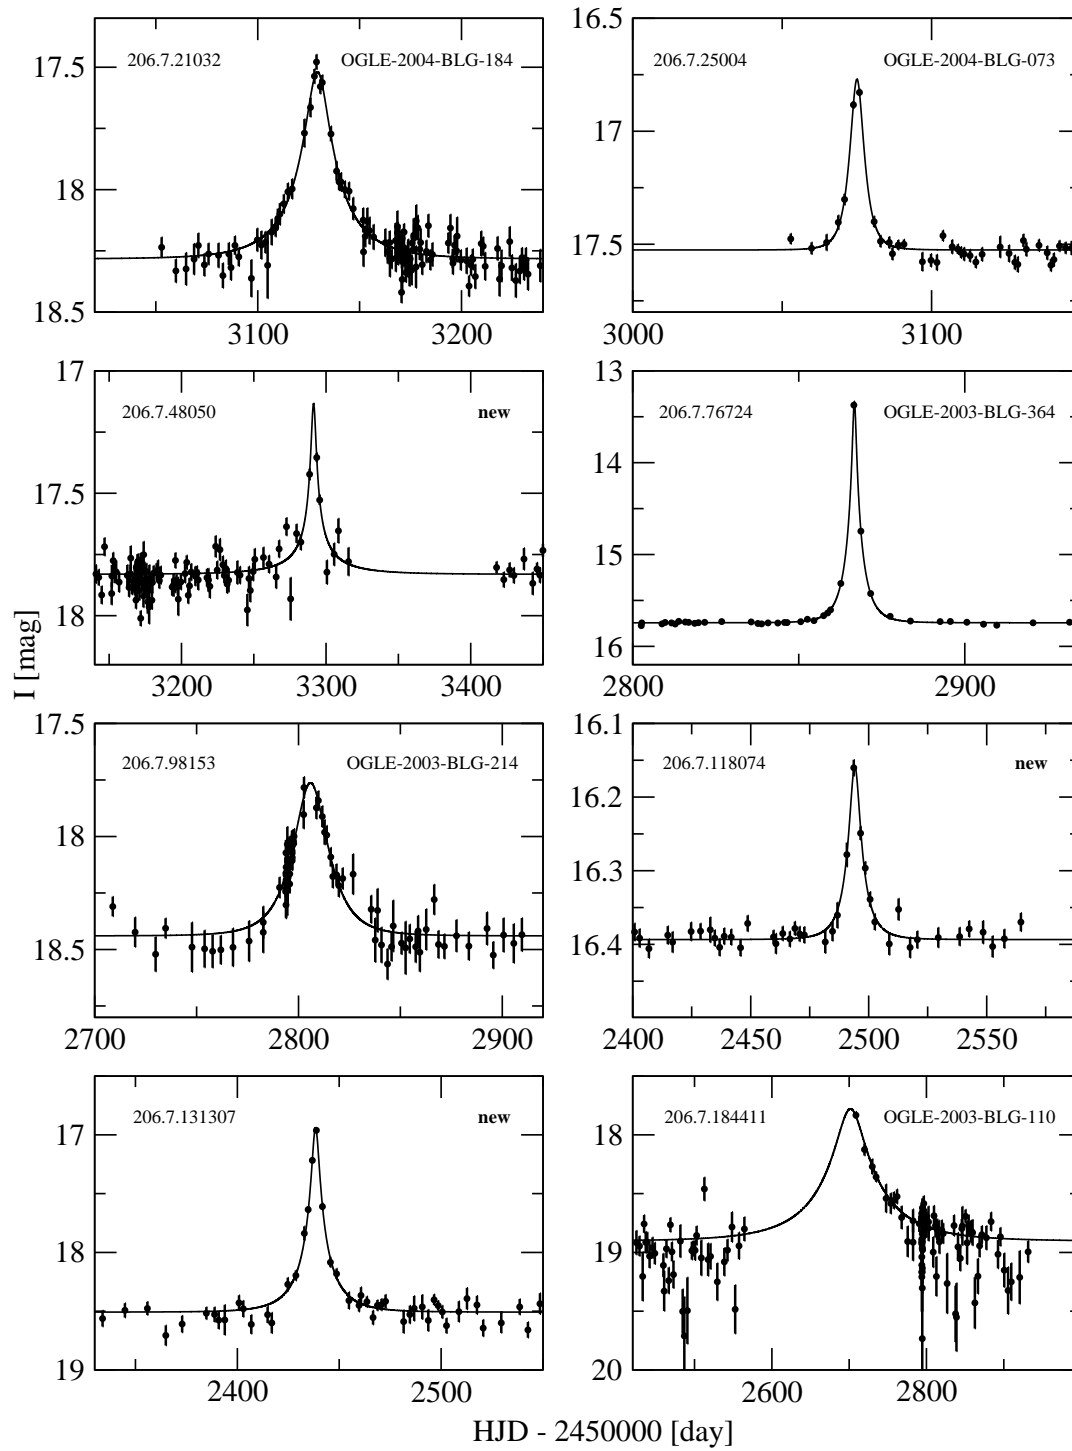 16.5
17.5
206.7.21032 OGLE-2004-BLG-184
206.7.25004 OGLE-2004-BLG-073
17
18
17.5
18.5
3100 3200
3000 3100
17
13
206.7.48050 new
206.7.76724 OGLE-2003-BLG-364
14
17.5
15
18
16
3200 3300 3400
2800 2900
I [mag]
17.5
16.1
206.7.98153 OGLE-2003-BLG-214
206.7.118074 new
16.2
18
16.3
18.5
16.4
2700 2800 2900
2400 2450 2500 2550
206.7.131307 new
206.7.184411 OGLE-2003-BLG-110
17
18
18
19
19
20
2400 2500
2600 2800
HJD - 2450000 [day]